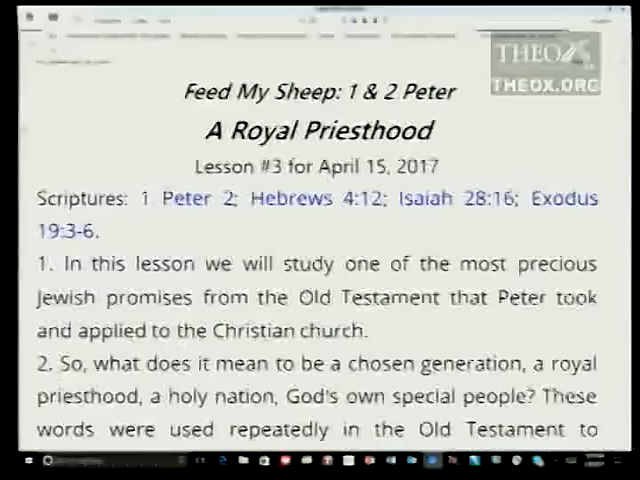 THEOX
THEOX.ORG
Feed My Sheep: 1 & 2 Peter
A Royal Priesthood
Lesson #3 for April 15, 2017
Scriptures: 1 Peter 2; Hebrews 4:12; Isaiah 28:16; Exodus
19:3-6.
1. In this lesson we will study one of the most precious
Jewish promises from the Old Testament that Peter took
and applied to the Christian church.
2. So, what does it mean to be a chosen generation, a royal
priesthood, a holy nation, God's own special people? These
words were used repeatedly in the Old Testament to